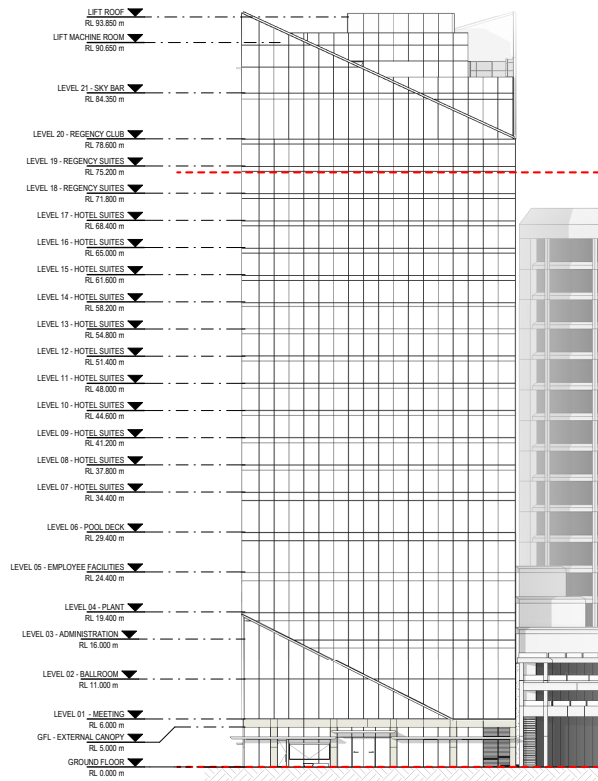 LIFT ROOF
RL 93.850 m
LIFT MACHINE ROOM
RL 90.650 m
LEVEL 21 - SKY BAR
RL 84.350 m
LEVEL 20 - REGENCY CLUB
RL 78.600 m
LEVEL 19 - REGENCY SUITES
RL 75.200 m
LEVEL 18 - REGENCY SUITES
RL 71.800 m
LEVEL 17 - HOTEL SUITES
RL 68.400 m
LEVEL 16 - HOTEL SUITES
RL 65.000 m
LEVEL 15 - HOTEL SUITES
RL 61.600 m
LEVEL 14 - HOTEL SUITES
RL 58.200 m
LEVEL 13 - HOTEL SUITES
RL 54.800 m
LEVEL 12 - HOTEL SUITES
RL 51.400 m
LEVEL 11 - HOTEL SUITES
RL 48.000 m
LEVEL 10 - HOTEL SUITES
RL 44.600 m
LEVEL 09 - HOTEL SUITES
RL 41.200 m
LEVEL 08 - HOTEL SUITES
RL 37.800 m
LEVEL 07 - HOTEL SUITES
RL 34.400 m
LEVEL 06 - POOL DECK
RL 29.400 m
LEVEL 05 - EMPLOYEE FACILITIES
RL 24.400 m
LEVEL 04 - PLANT
RL 19.400 m
LEVEL 03 - ADMINISTRATION
RL 16.000 m
LEVEL 02 - BALLROOM
RL 11.000 m
LEVEL 01 - MEETING
RL 6.000 m
GFL - EXTERNAL CANOPY
RL 5.000 m
GROUND FLOOR
RL 0.000 m